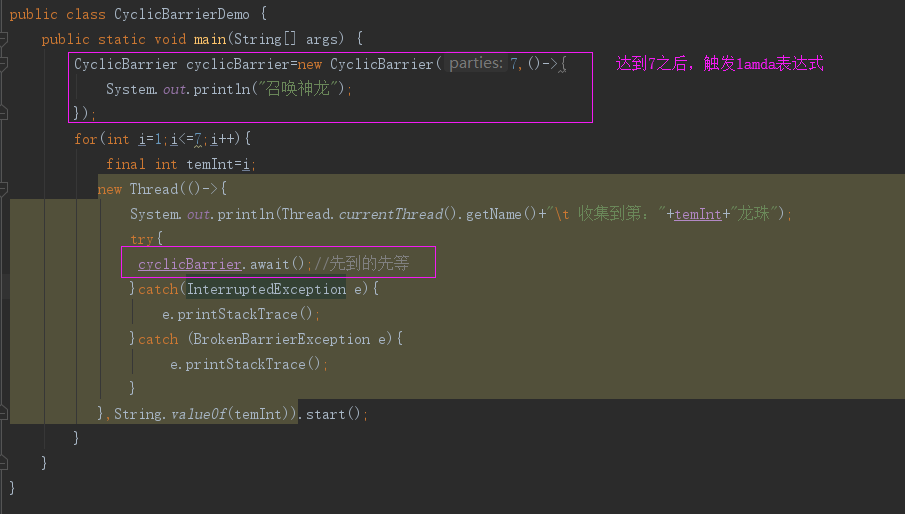 public class CyclicBarrierDemo {
public static void main(String[] args) {
CyclicBarrier cyclicBarrier=new CyclicBarrier( parties: 7,()->{ 达到7之后，触发lamda表达式
System.out.println("召唤神龙");
});
for(int i=1;i<=7;i++){
final int temInt=i;
new Thread(()->{
System.out.println(Thread.currentThread().getName()+"\t 收集到第："+temInt+"龙珠");
try{
cyclicBarrier.await();//先到的先等
}catch(InterruptedException e){
e.printStackTrace();
}catch (BrokenBarrierException e){
e.printStackTrace();
}
},String.valueOf(temInt)).start();
}
}
}